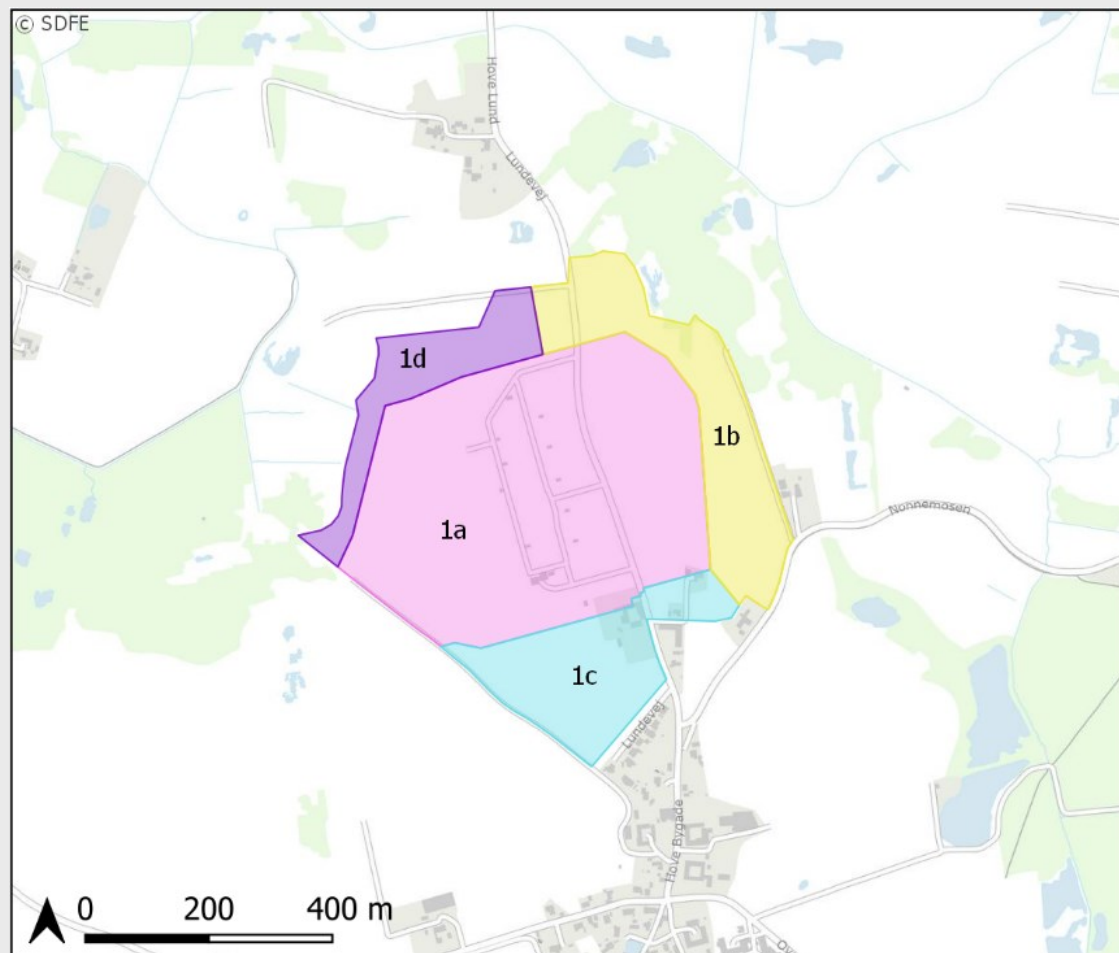 © SDFE
Hove Lund
Lundevej
1d
1b
Nonnemosen
1a
1c
Lundevej
Hove Bygade
0 200 400 m